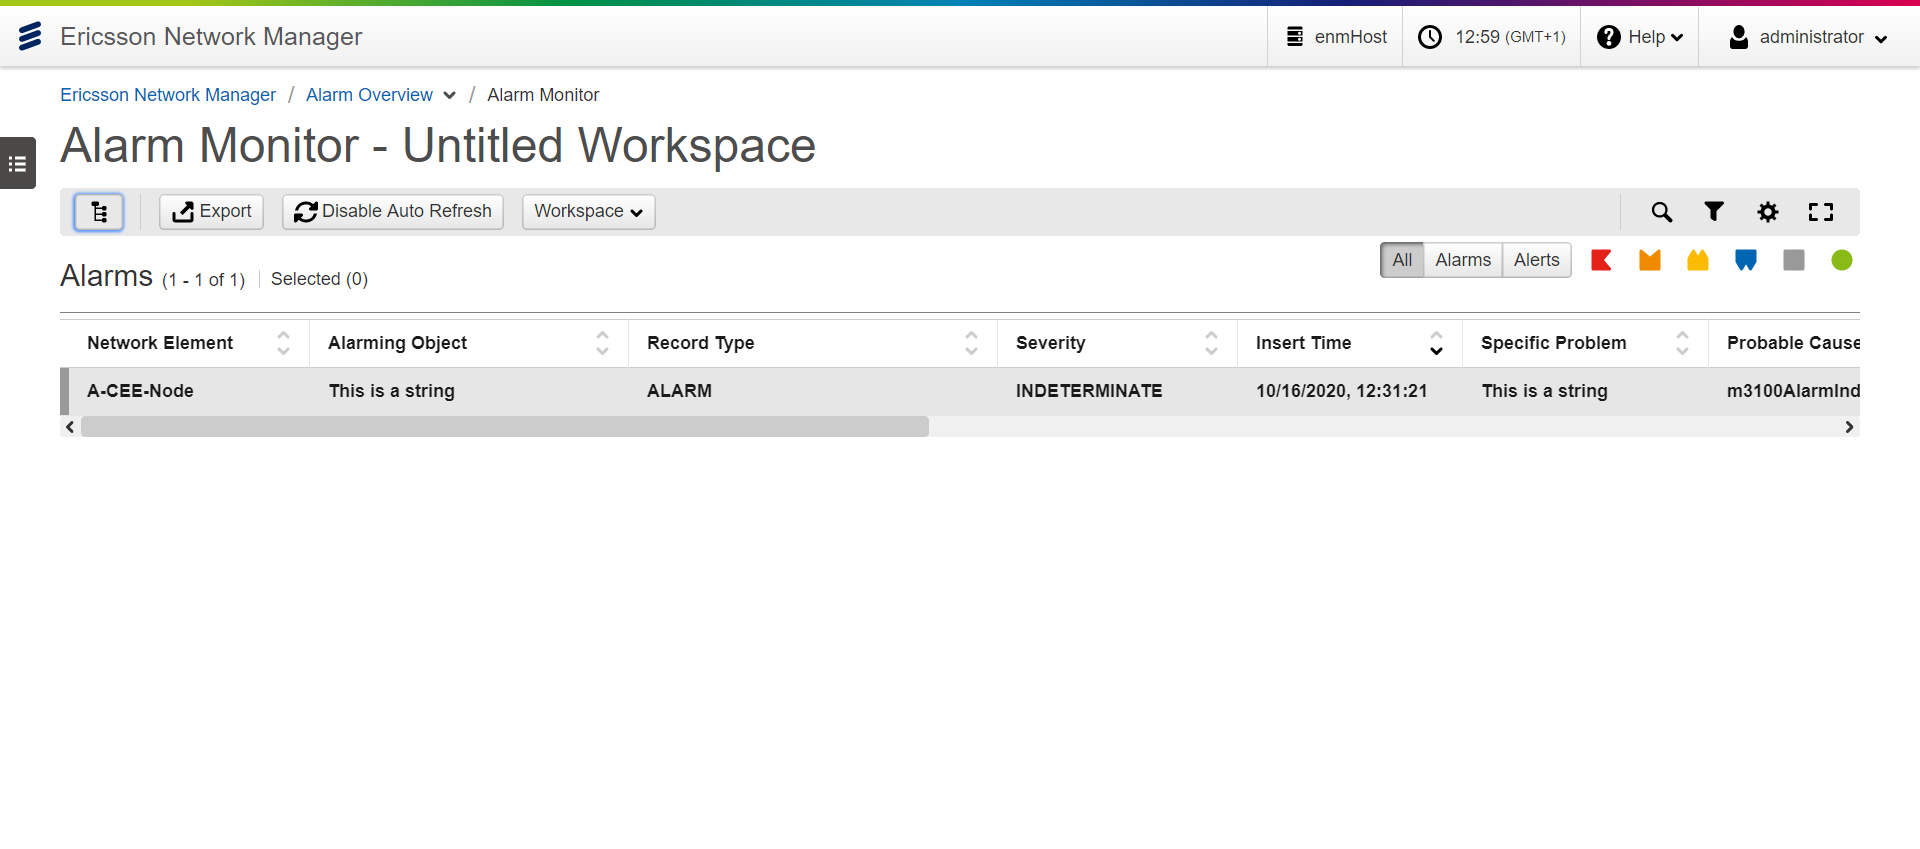 Ericsson Network Manager
enmHost
12:59 (GMT+1)
Help
administrator
Ericsson Network Manager / Alarm Overview / Alarm Monitor
Alarm Monitor - Untitled Workspace
Export
Disable Auto Refresh
Workspace
All
Alarms
Alerts
Alarms (1 - 1 of 1) Selected (0)
Network Element Alarming Object Record Type Severity Insert Time Specific Problem Probable Cause
A-CEE-Node This is a string ALARM INDETERMINATE 10/16/2020, 12:31:21 This is a string m3100AlarmInd